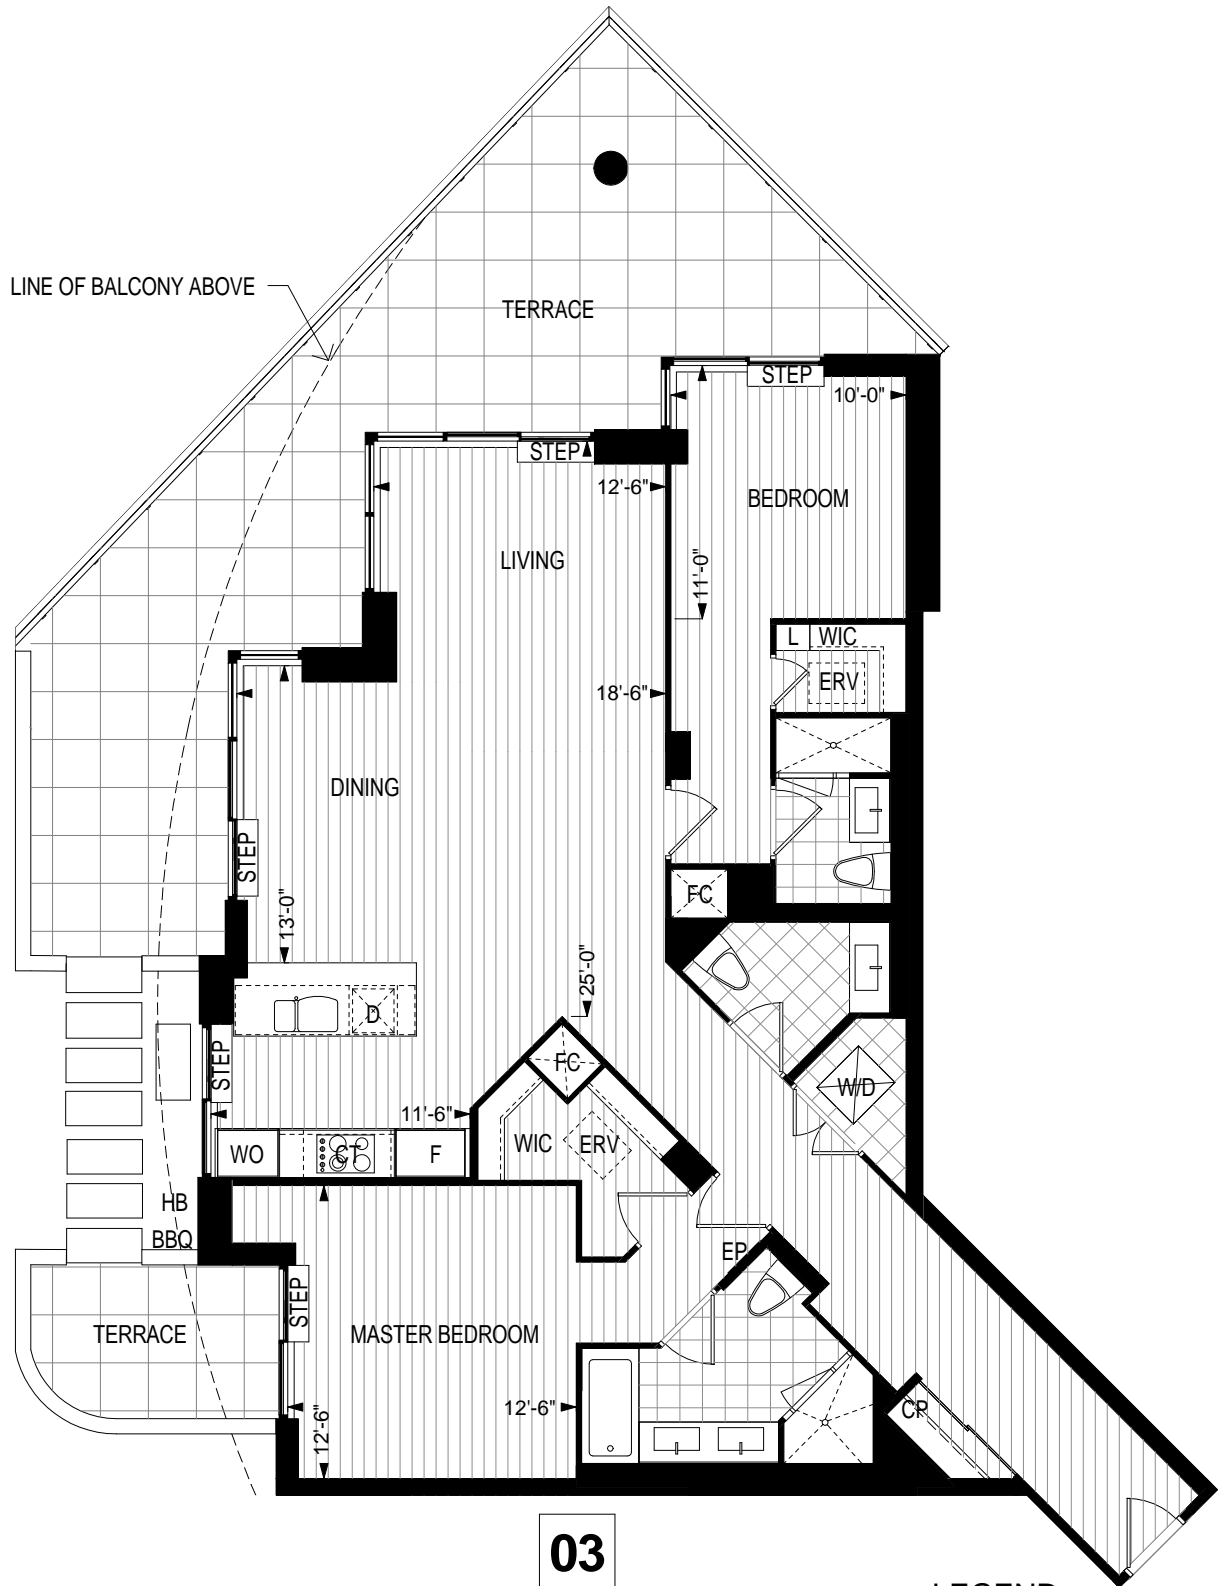 LINE OF BALCONY ABOVE
TERRACE
STEP
10'-0"
STEP
12'-6"
BEDROOM
LIVING
11'-0"
L WIC
ERV
18'-6"
DINING
STEP
FC
13'-0"
25'-0"
D
FC
STEP
W/D
11'-6"
WIC
ERV
WO
CT
F
HB
BBQ
EP
STEP
TERRACE
MASTER BEDROOM
12'-6"
12'-6"
CP
03
LEGEND